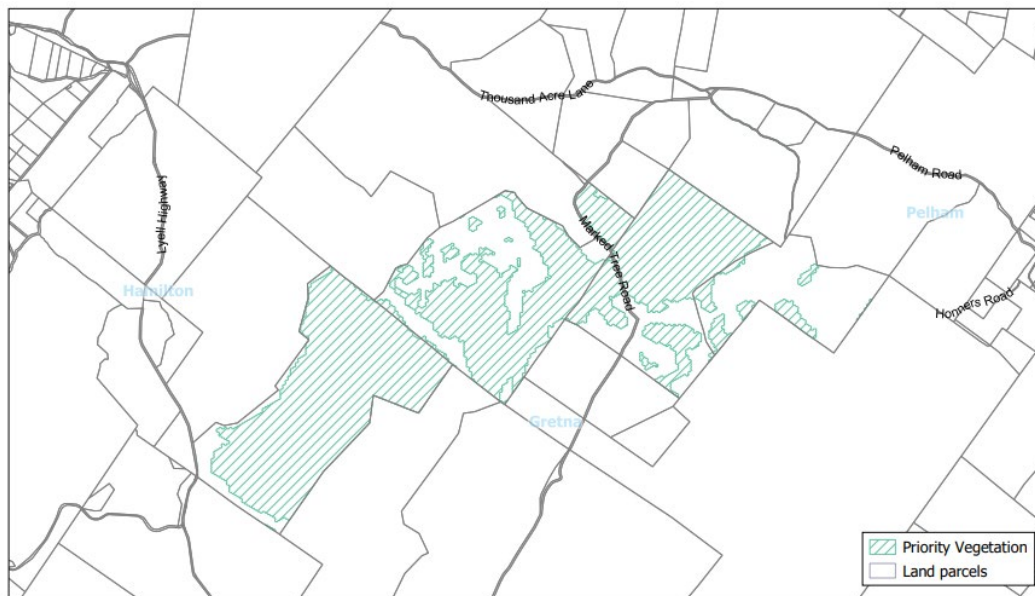 Thousand Acre Lane
Pelham Road
Lyell Highway
Pelham
Marked Tree Road
Hamilton
Honners Road
Gretna
Priority Vegetation
Land parcels